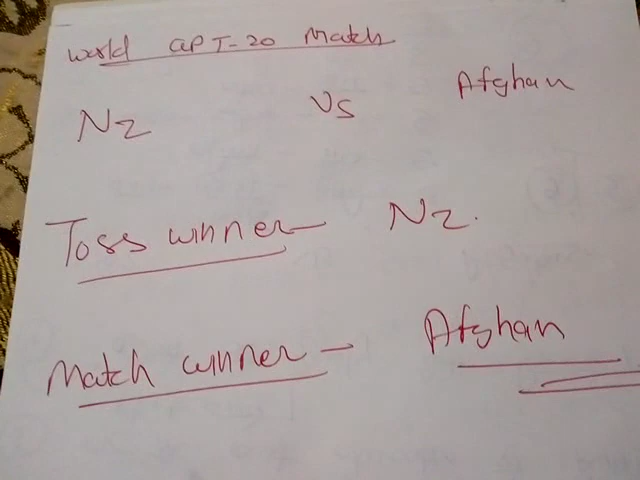 World CUP T-20 Match
NZ VS Afghan
Toss winner – NZ.
Match winner – Afghan